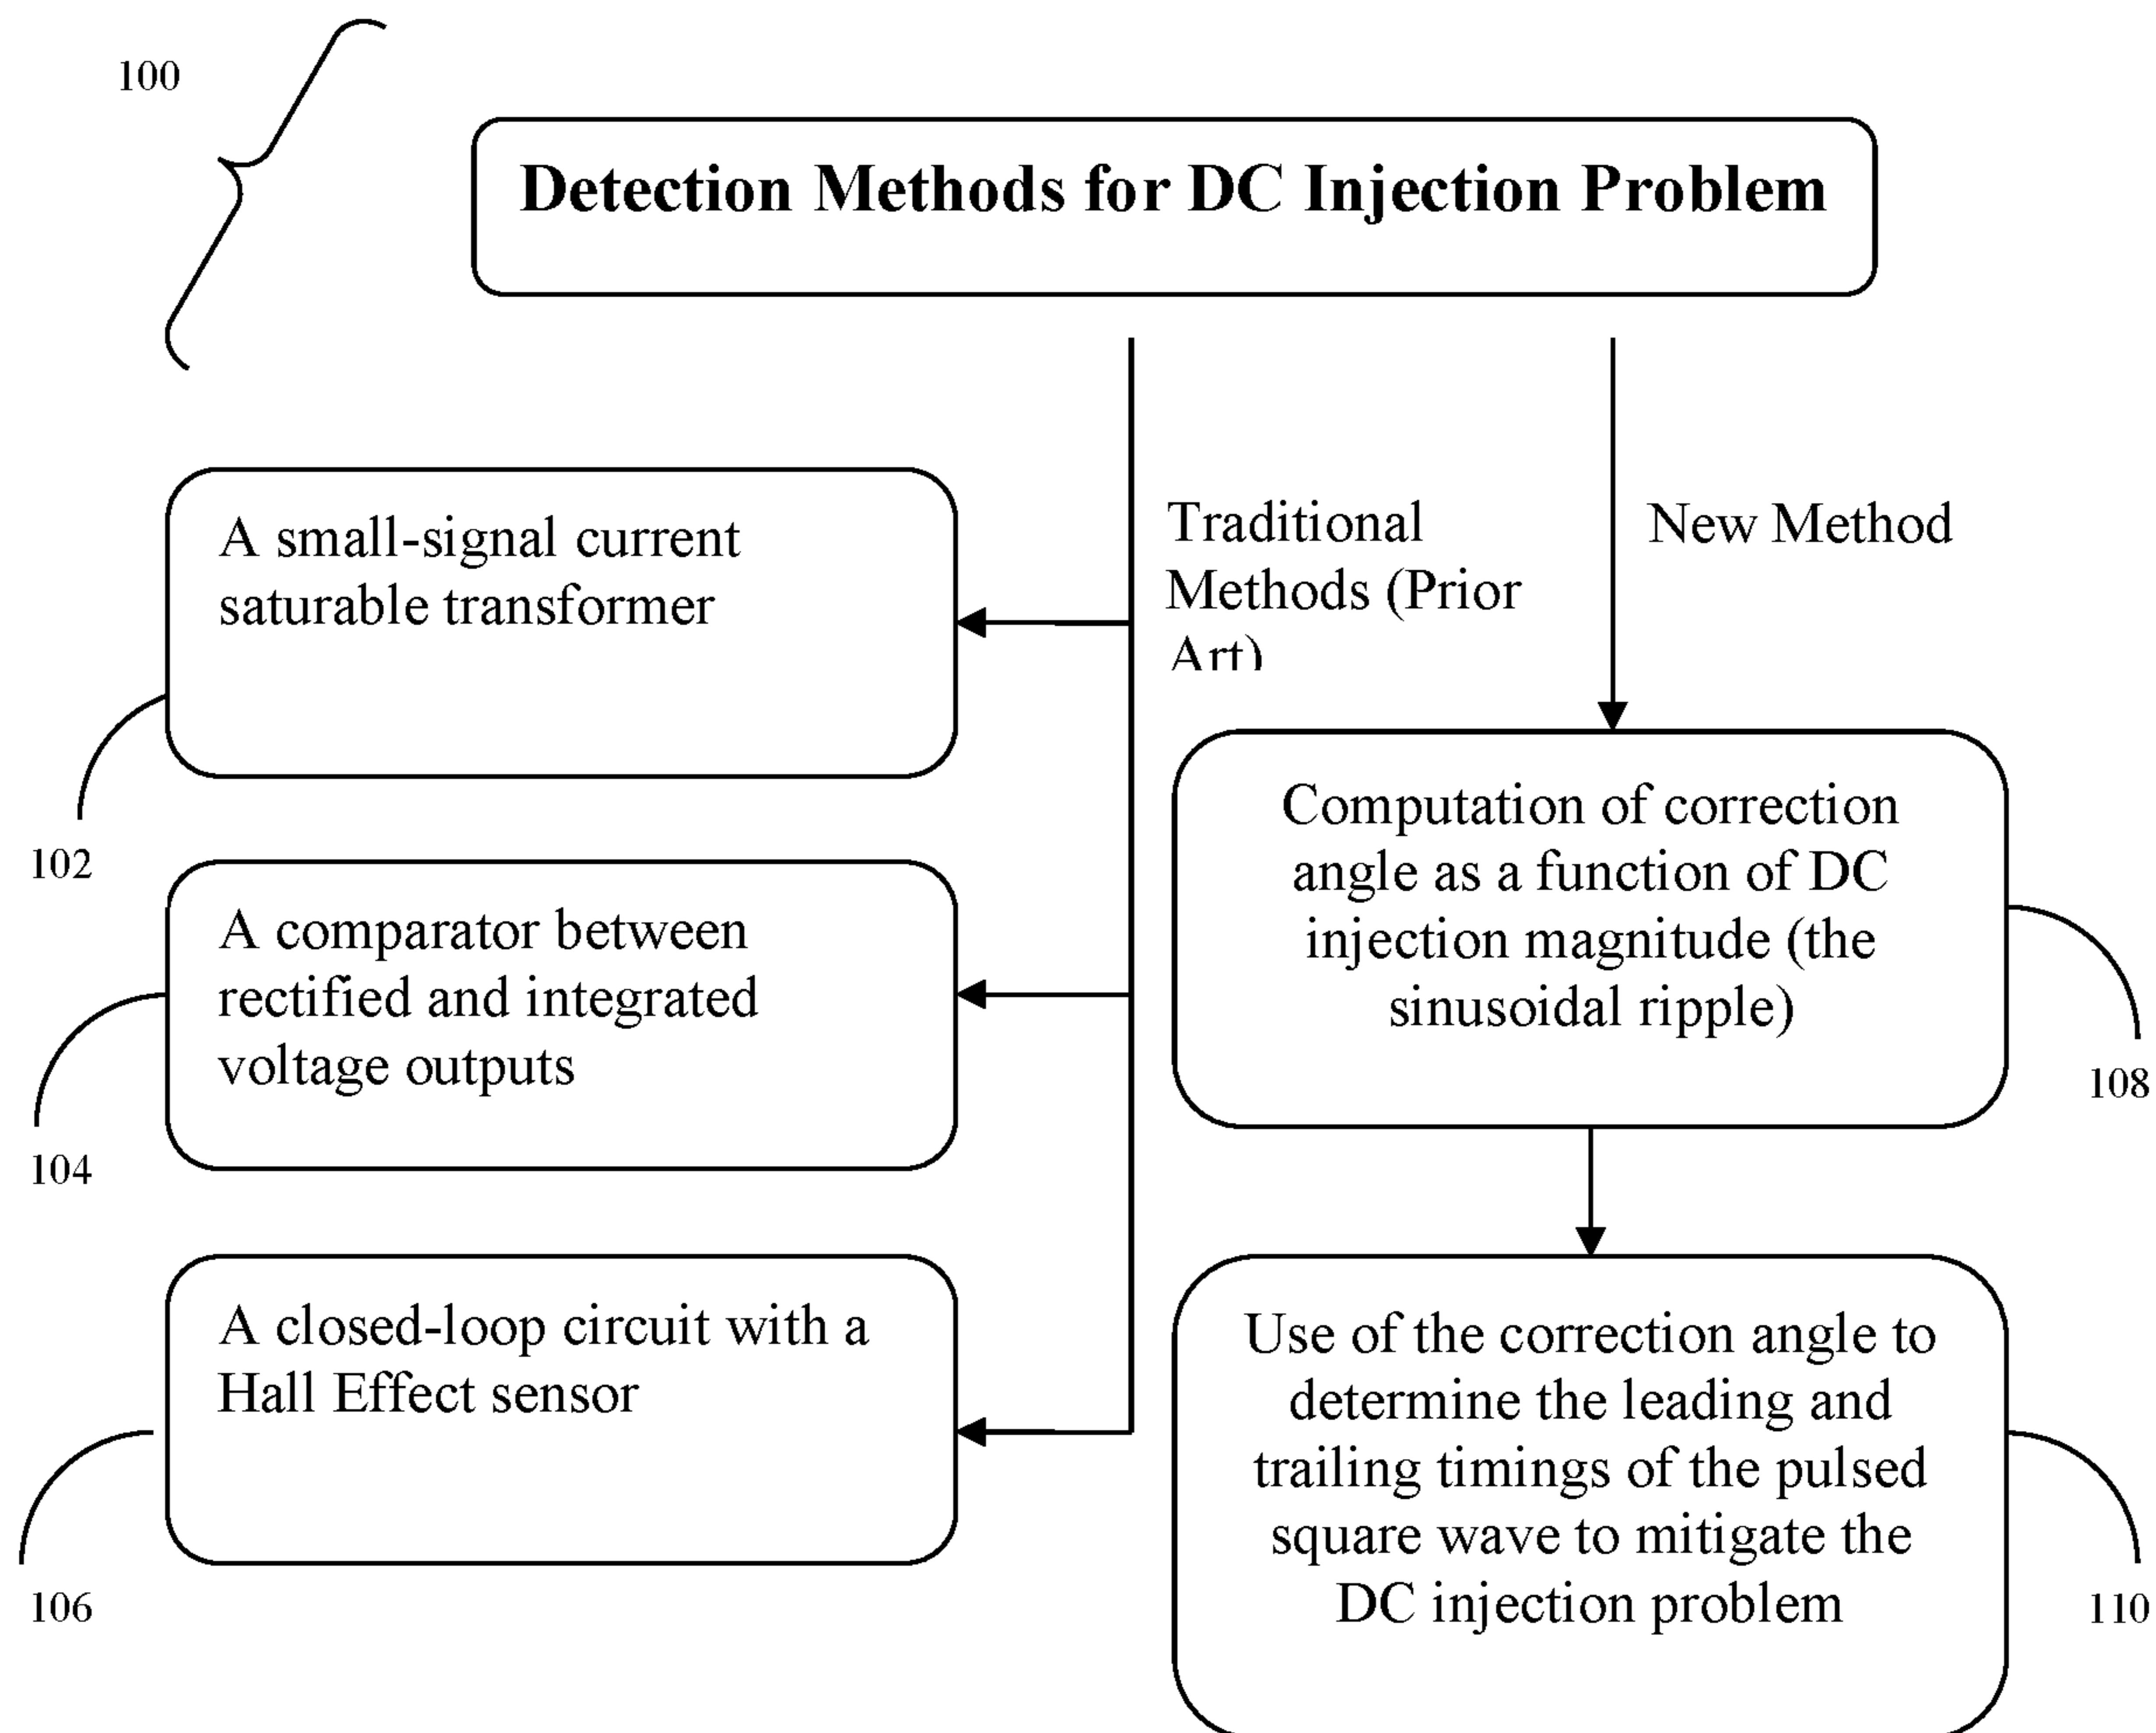 100
Detection Methods for DC Injection Problem
A small-signal current
saturable transformer
102
Traditional
Methods (Prior
Art)
New Method
A comparator between
rectified and integrated
voltage outputs
104
Computation of correction
angle as a function of DC
injection magnitude (the
sinusoidal ripple)
108
A closed-loop circuit with a
Hall Effect sensor
106
Use of the correction angle to
determine the leading and
trailing timings of the pulsed
square wave to mitigate the
DC injection problem
110